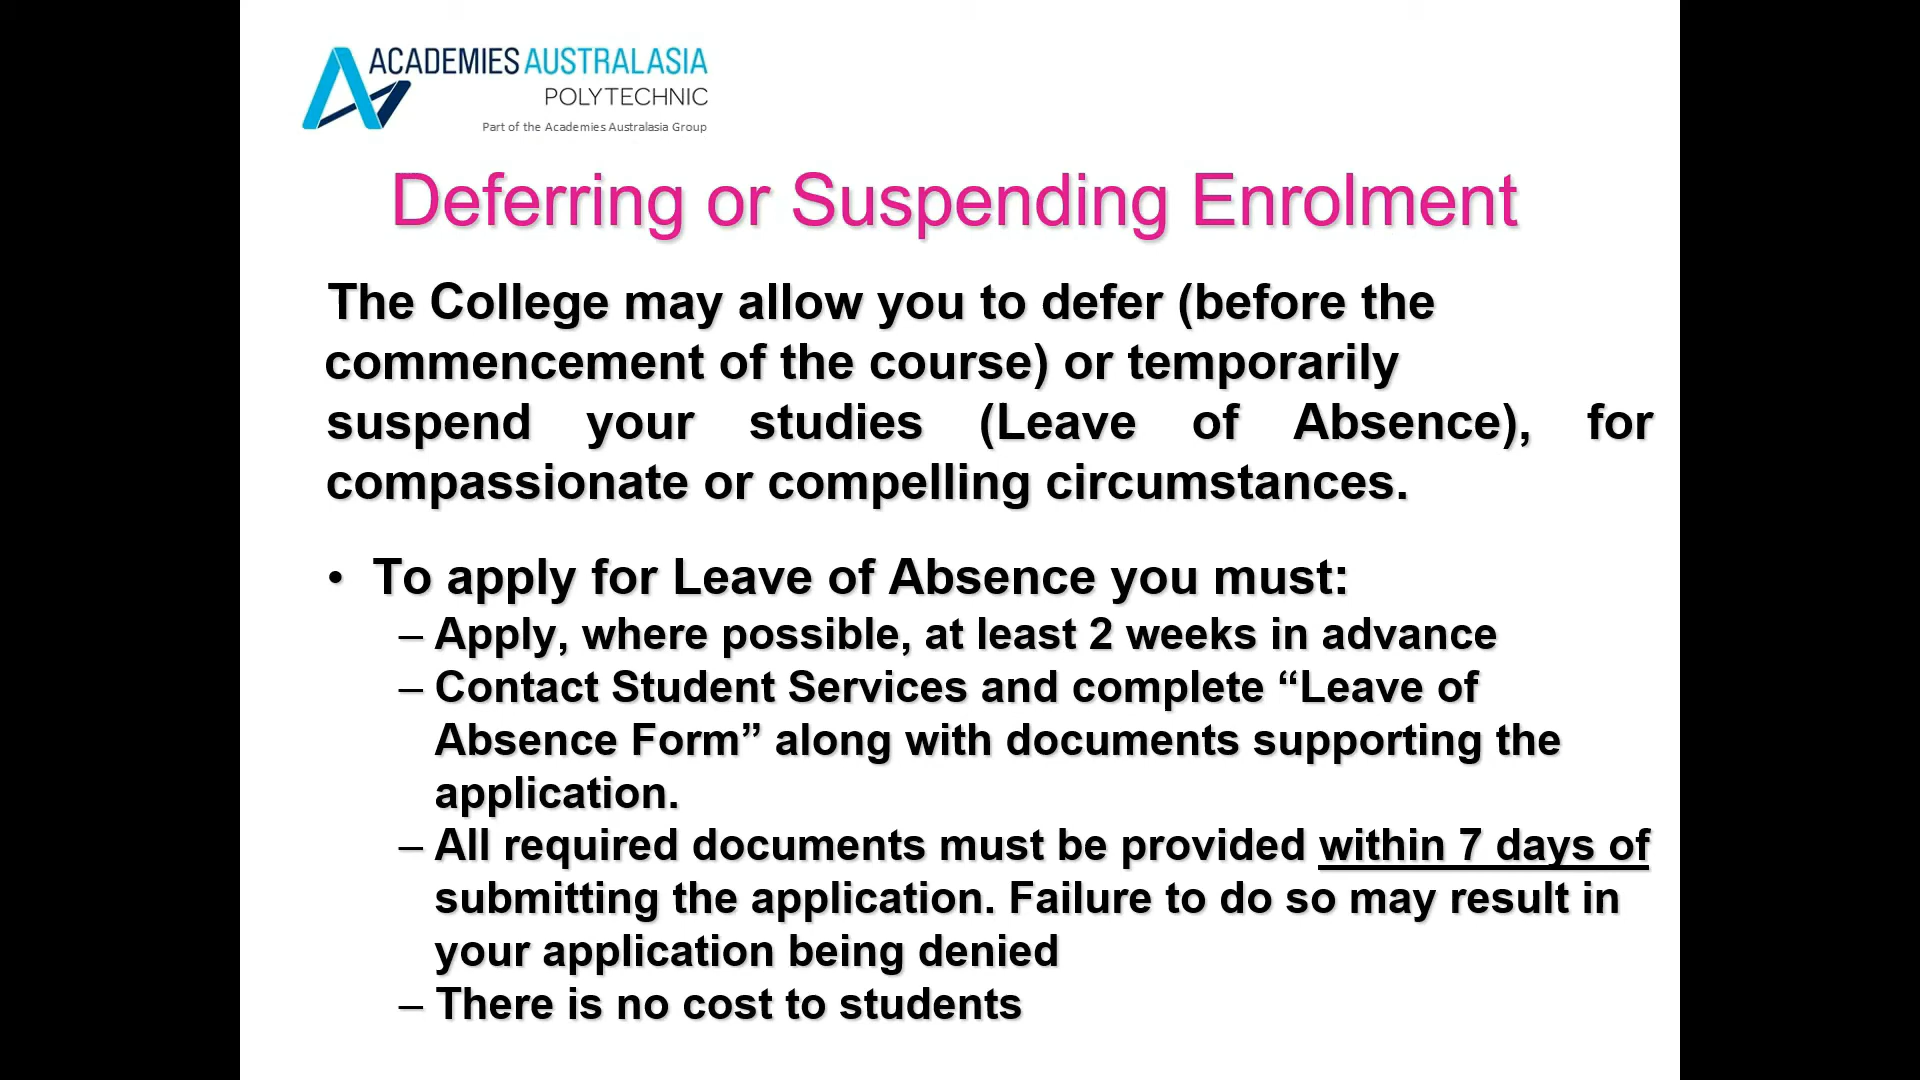 ACADEMIES AUSTRALASIA
POLYTECHNIC
Part of the Academies Australasia Group
Deferring or Suspending Enrolment
The College may allow you to defer (before the
commencement of the course) or temporarily
suspend your studies (Leave of Absence), for
compassionate or compelling circumstances.
• To apply for Leave of Absence you must:
– Apply, where possible, at least 2 weeks in advance
– Contact Student Services and complete “Leave of
Absence Form” along with documents supporting the
application.
– All required documents must be provided within 7 days of
submitting the application. Failure to do so may result in
your application being denied
– There is no cost to students